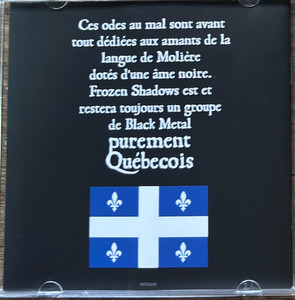 Ces odes au mal sont avant
tout dédiées aux amants de la
langue de Molière
dotés d'une âme noire.
Frozen Shadows est et
restera toujours un groupe
de Black Metal
purement
Québecois